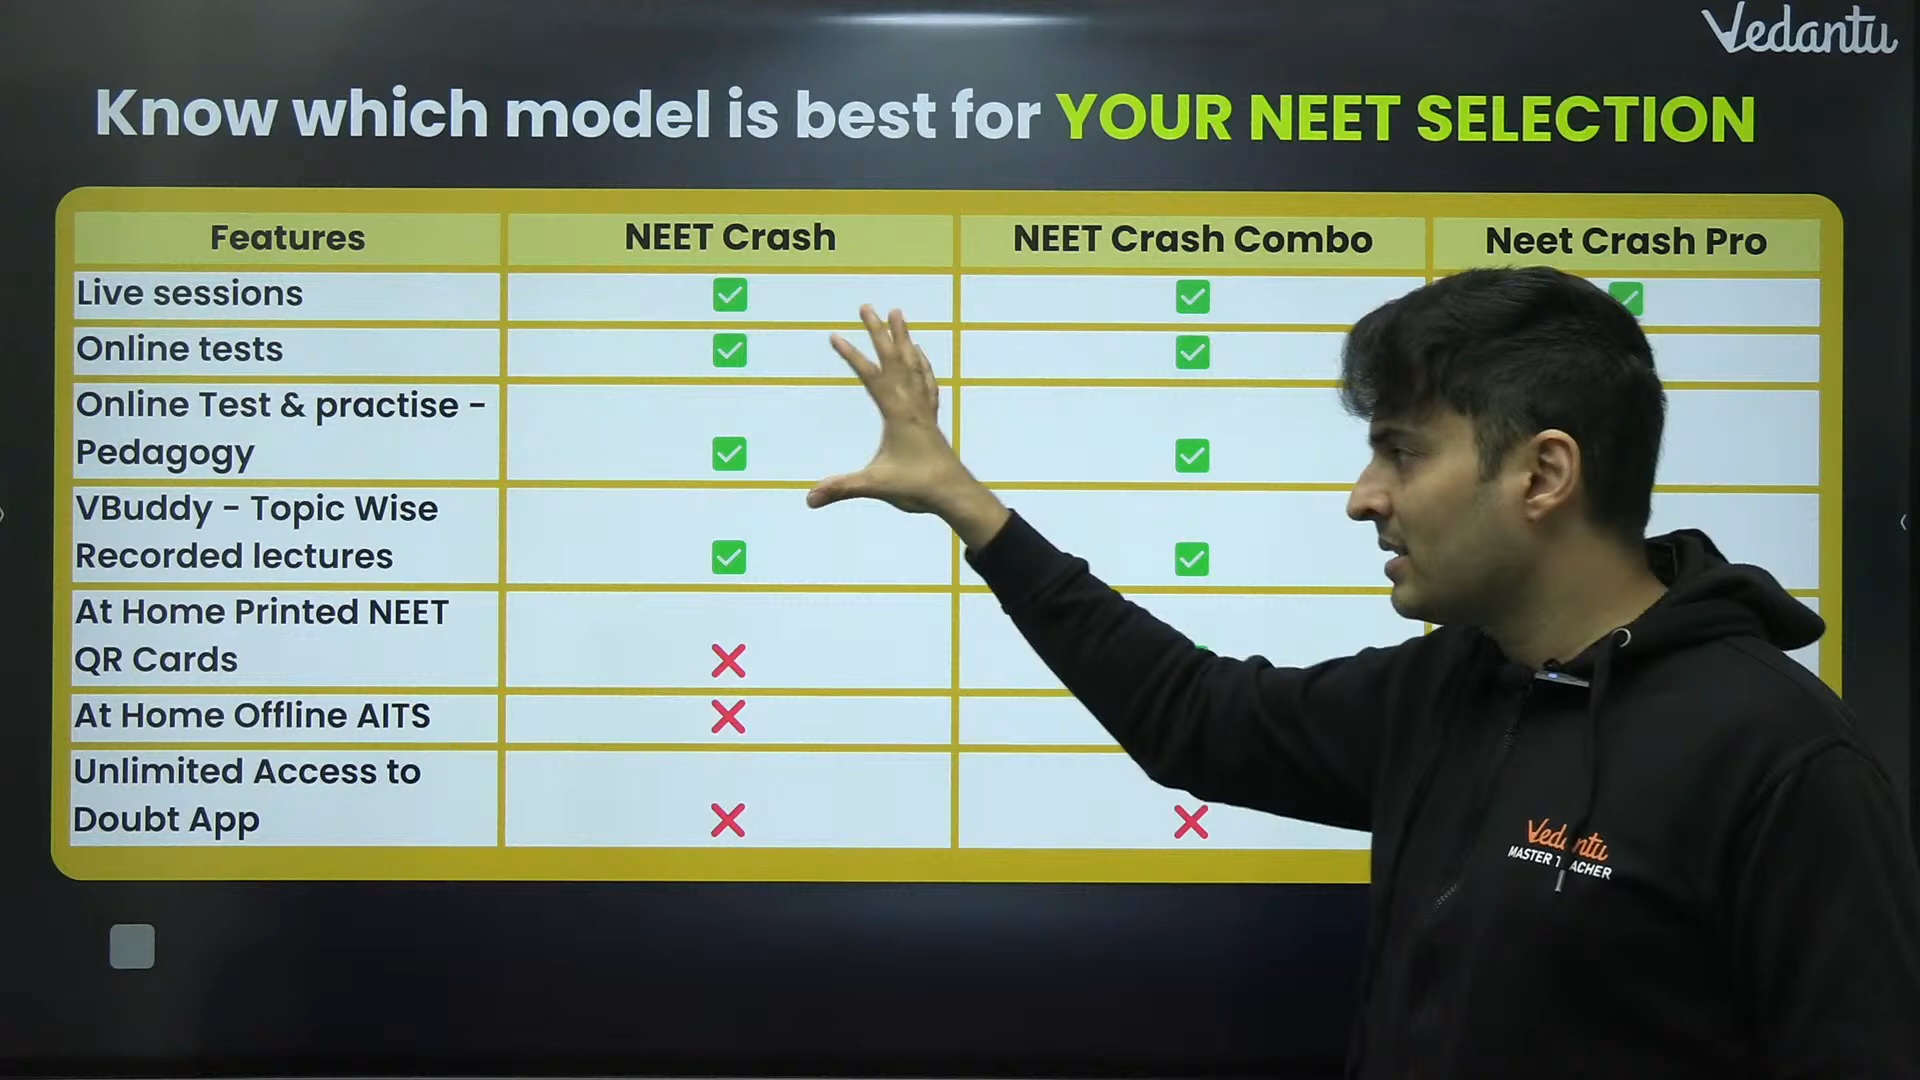 Vedantu
Know which model is best for YOUR NEET SELECTION
Features NEET Crash NEET Crash Combo Neet Crash Pro
Live sessions
Online tests
Online Test & practise -
Pedagogy
VBuddy - Topic Wise
Recorded lectures
At Home Printed NEET
QR Cards
At Home Offline AITS
Unlimited Access to
Doubt App
Vedantu
MASTER TEACHER